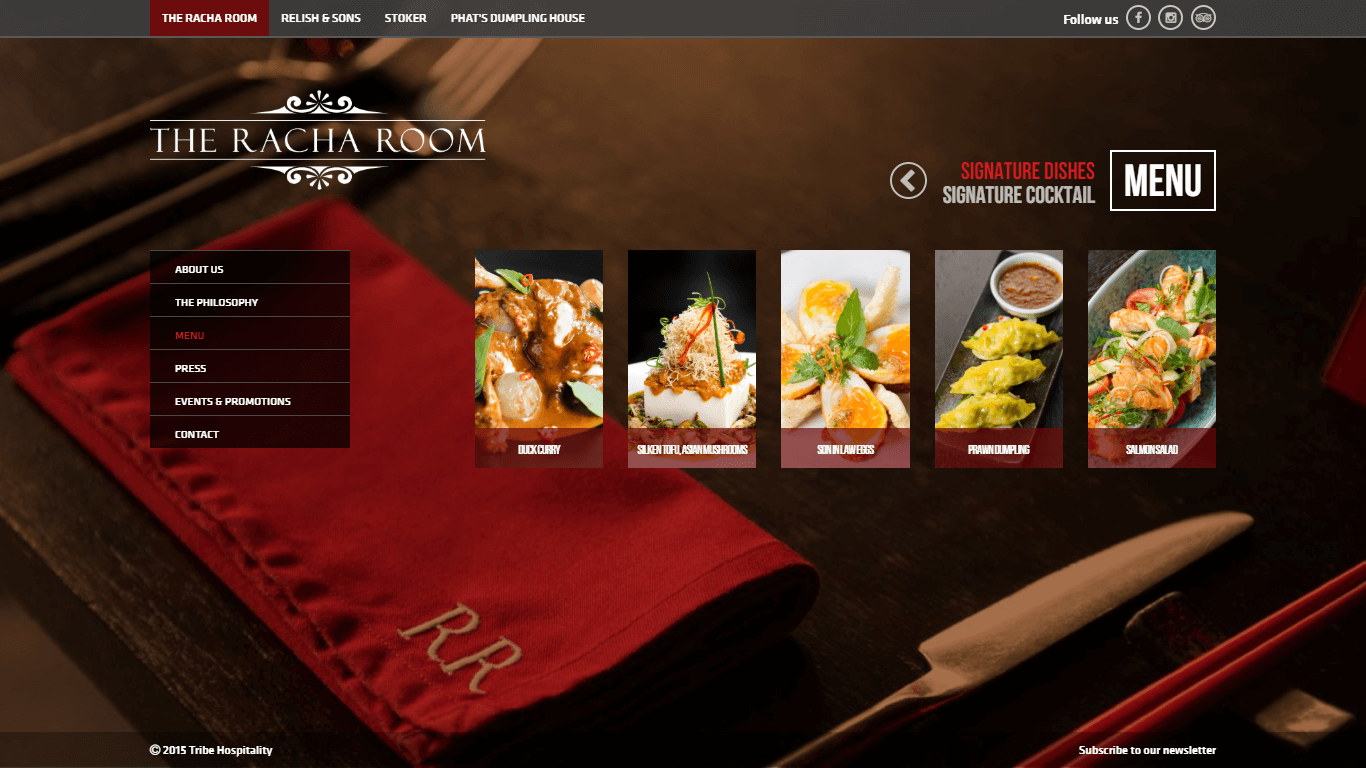 THE RACHA ROOM RELISH & SONS STOKER PHAT'S DUMPLING HOUSE Follow us
THE RACHA ROOM
SIGNATURE DISHES
SIGNATURE COCKTAIL
MENU
ABOUT US
THE PHILOSOPHY
MENU
PRESS
EVENTS & PROMOTIONS
CONTACT
DUCK CURRY
SILKEN TOFU, ASIAN MUSHROOMS
SON IN LAW EGGS
PRAWN DUMPLING
SALMON SALAD
RR
© 2015 Tribe Hospitality
Subscribe to our newsletter